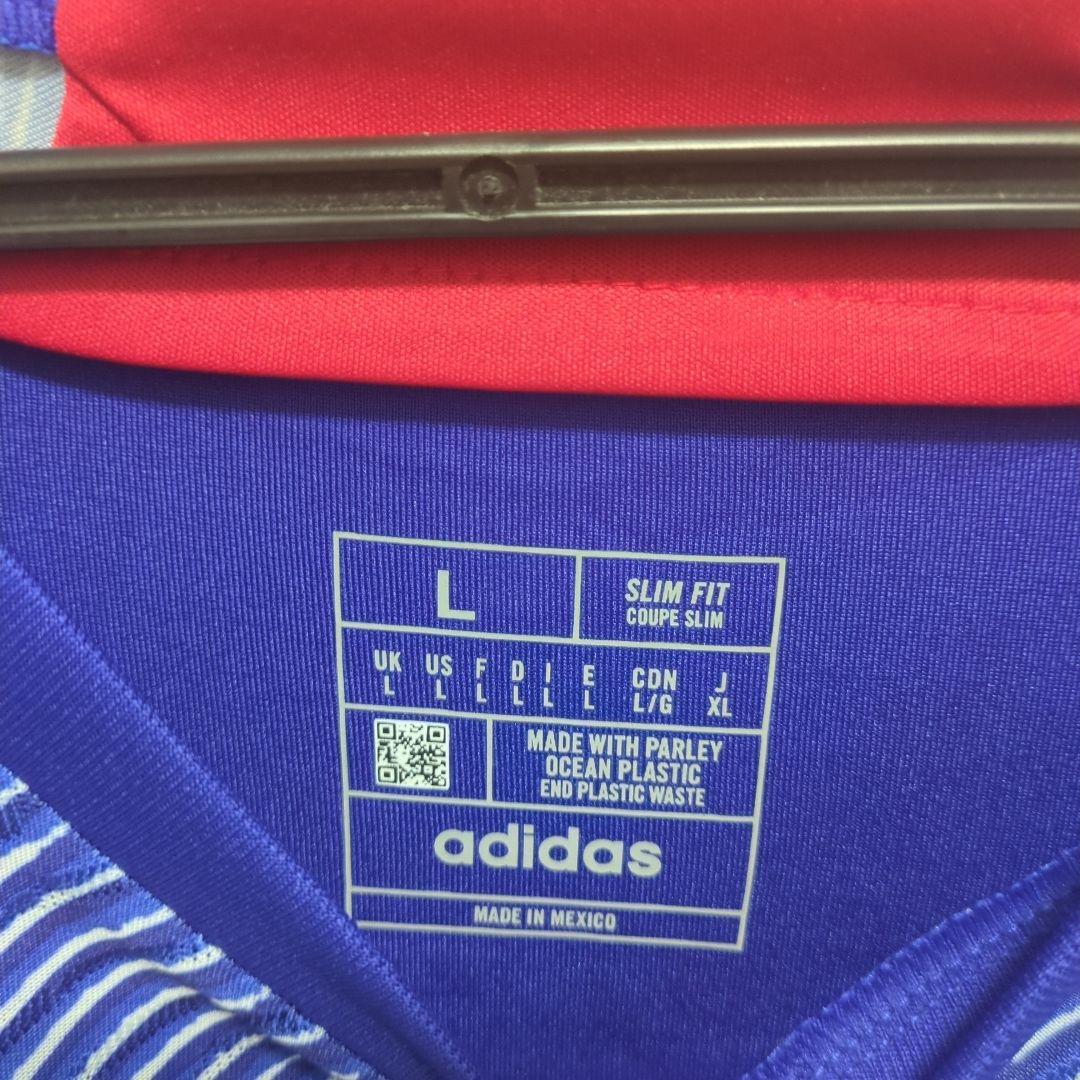 L
SLIM FIT
COUPE SLIM
UK US F D I E CDN J
L L L L L L L/G XL
MADE WITH PARLEY
OCEAN PLASTIC
END PLASTIC WASTE
adidas
MADE IN MEXICO